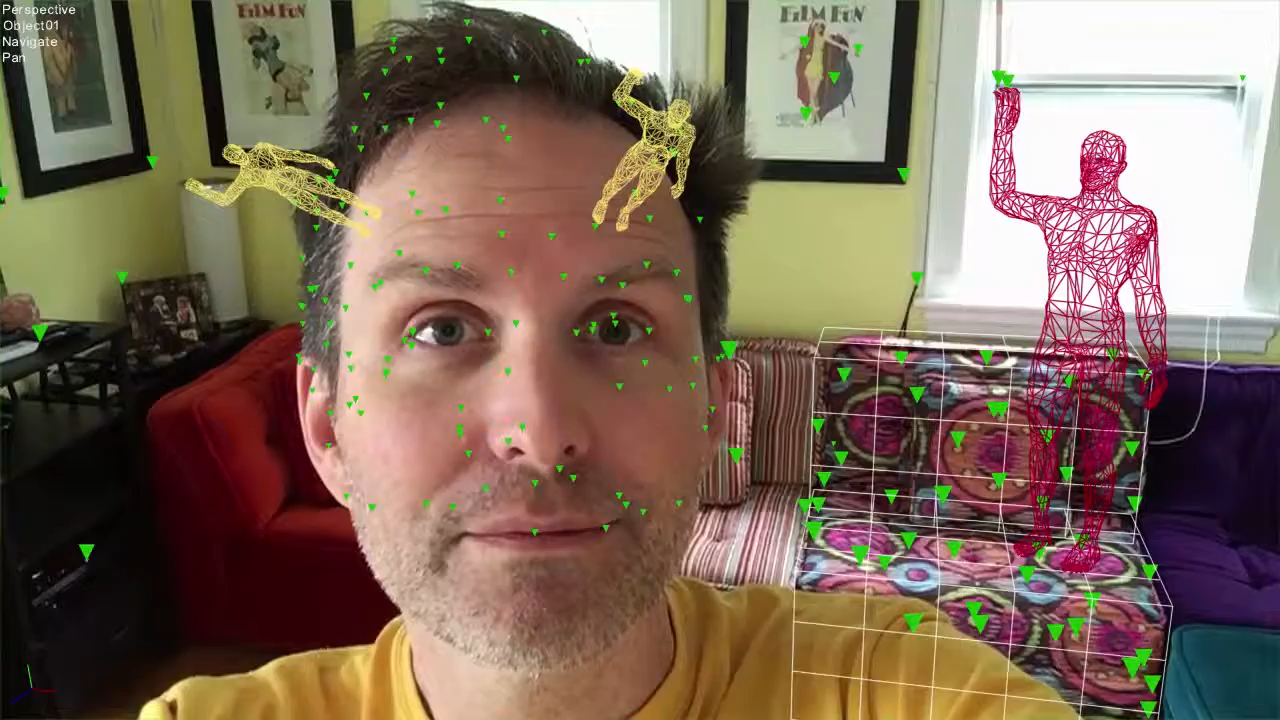 Perspective
Object01
Navigate
Pan
FILM FUN
FILM FUN